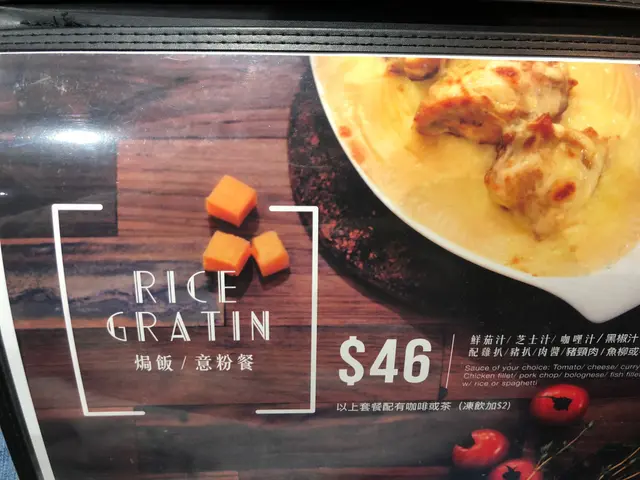 RICE
GRATIN
焗飯 / 意粉餐
$46
鮮茄汁/ 芝士汁/ 咖喱汁/ 黑椒汁
配雞扒/豬扒/肉醬/豬頸肉/魚柳或
Sauce of your choice: Tomato/ cheese/ curry
Chicken fillet/ pork chop/ bolognese/ fish fille
w/ rice or spaghetti
以上套餐配有咖啡或茶 (凍飲加$2)